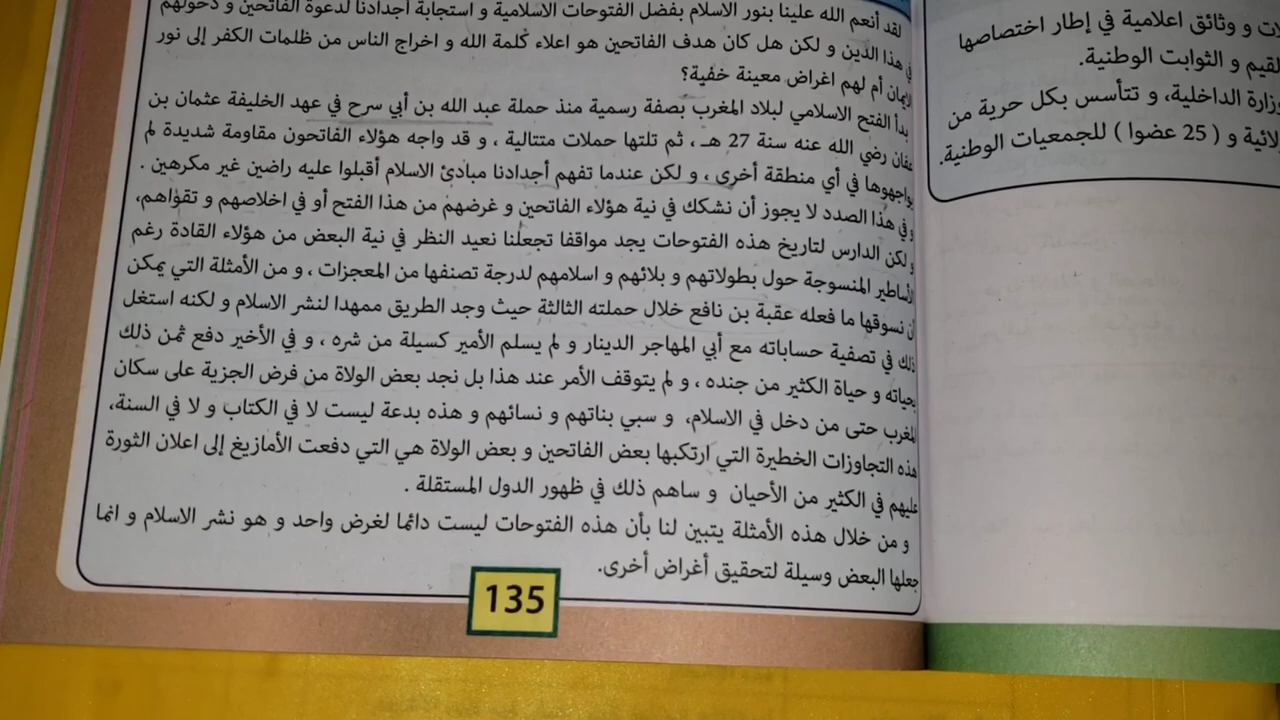 لقد أنعم الله علينا بنور الاسلام بفضل الفتوحات الاسلامية و استجابة أجدادنا لدعوة الفاتحين و دخولهم
في هذا الدين و لكن هل كان هدف الفاتحين هو اعلاء كلمة الله و اخراج الناس من ظلمات الكفر إلى نور
الإيمان أم لهم اغراض معينة خفية؟
بدأ الفتح الاسلامي لبلاد المغرب بصفة رسمية منذ حملة عبد الله بن أبي سرح في عهد الخليفة عثمان بن
عفان رضي الله عنه سنة 27 هـ، ثم تلتها حملات متتالية ، و قد واجه هؤلاء الفاتحون مقاومة شديدة لم
يواجهوها في أي منطقة أخرى ، و لكن عندما تفهم أجدادنا مبادئ الاسلام أقبلوا عليه راضين غير مكرهين .
و في هذا الصدد لا يجوز أن نشكك في نية هؤلاء الفاتحين و غرضهم من هذا الفتح أو في اخلاصهم و تقواهم،
و لكن الدارس لتاريخ هذه الفتوحات يجد مواقفا تجعلنا نعيد النظر في نية البعض من هؤلاء القادة رغم
الأساطير المنسوجة حول بطولاتهم و بلائهم و اسلامهم لدرجة تصنفها من المعجزات ، و من الأمثلة التي يمكن
أن نسوقها ما فعله عقبة بن نافع خلال حملته الثالثة حيث وجد الطريق ممهدا لنشر الاسلام و لكنه استغل
ذلك في تصفية حساباته مع أبي المهاجر الدينار و لم يسلم الأمير كسيلة من شره ، و في الأخير دفع ثمن ذلك
بحياته و حياة الكثير من جنده ، و لم يتوقف الأمر عند هذا بل نجد بعض الولاة من فرض الجزية على سكان
المغرب حتى من دخل في الاسلام، و سبي بناتهم و نسائهم و هذه بدعة ليست لا في الكتاب و لا في السنة،
هذه التجاوزات الخطيرة التي ارتكبها بعض الفاتحين و بعض الولاة هي التي دفعت الأمازيغ إلى اعلان الثورة
عليهم في الكثير من الأحيان و ساهم ذلك في ظهور الدول المستقلة .
و من خلال هذه الأمثلة يتبين لنا بأن هذه الفتوحات ليست دائما لغرض واحد و هو نشر الاسلام و انما
جعلها البعض وسيلة لتحقيق أغراض أخرى.
135
و وثائق اعلامية في إطار اختصاصها
القيم و الثوابت الوطنية.
الداخلية، و تتأسس بكل حرية من
و ( 25 عضوا ) للجمعيات الوطنية.